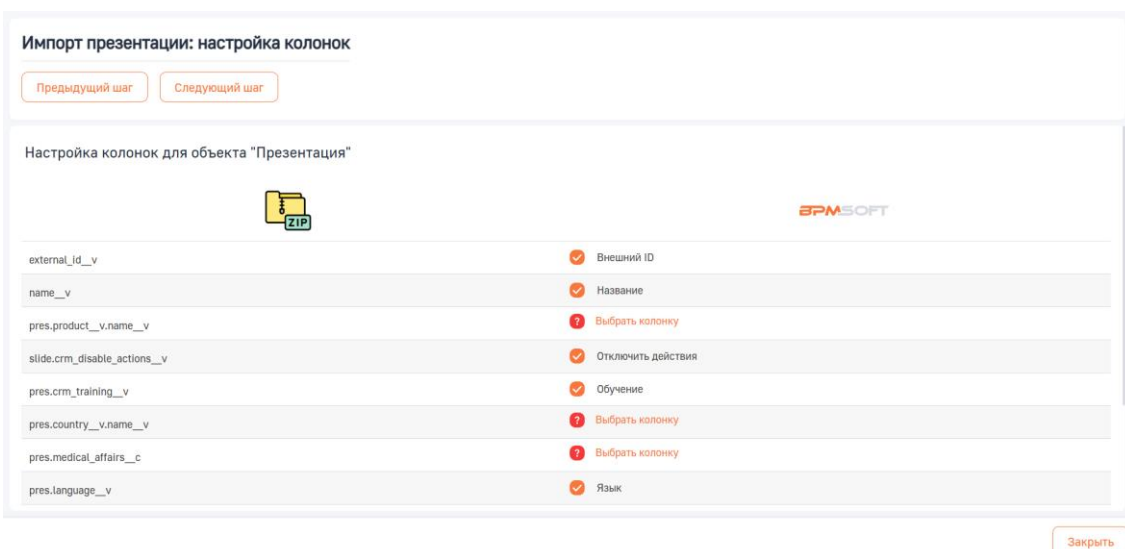 Импорт презентации: настройка колонок
Предыдущий шаг Следующий шаг
Настройка колонок для объекта "Презентация"
ZIP BPMSOFT
external_id__v Внешний ID
name__v Название
pres.product__v.name__v ? Выбрать колонку
slide.crm_disable_actions__v Отключить действия
pres.crm_training__v Обучение
pres.country__v.name__v ? Выбрать колонку
pres.medical_affairs__c ? Выбрать колонку
pres.language__v Язык
Закрыть